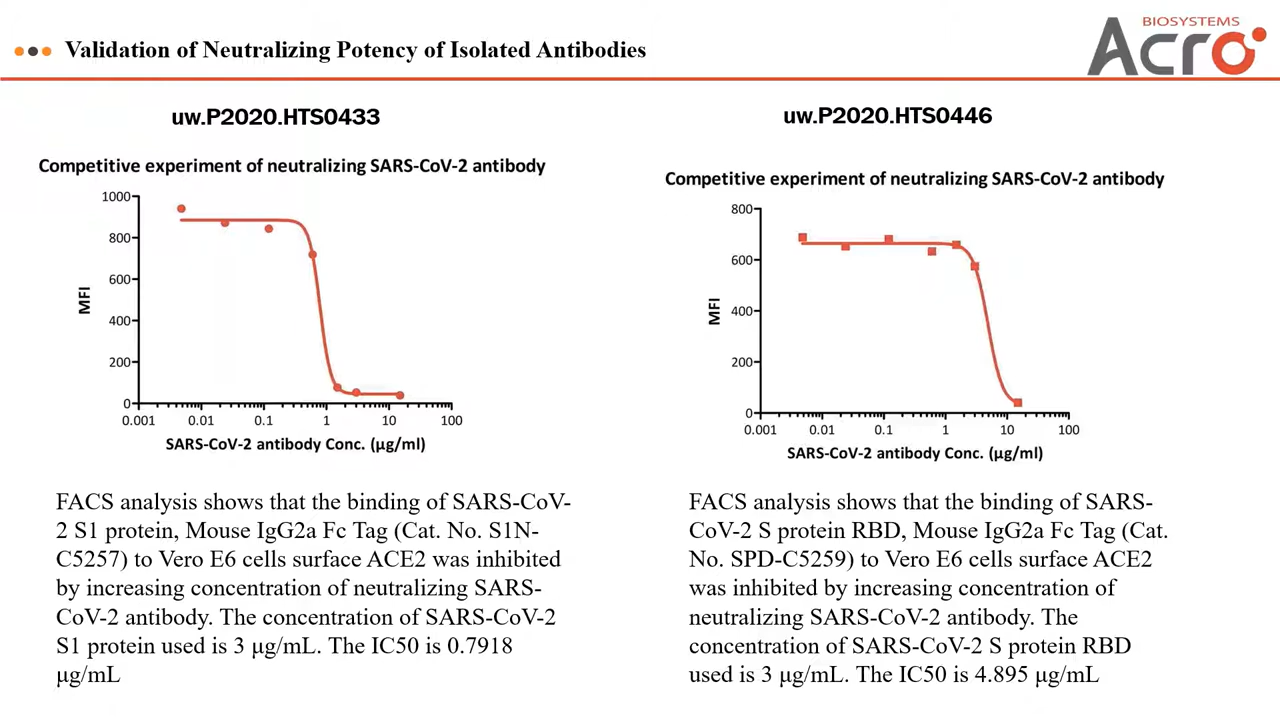 Validation of Neutralizing Potency of Isolated Antibodies
BIOSYSTEMS
Acro
uw.P2020.HTS0433
Competitive experiment of neutralizing SARS-CoV-2 antibody
1000
800
600
400
200
0
MFI
0.001 0.01 0.1 1 10 100
SARS-CoV-2 antibody Conc. (µg/ml)
FACS analysis shows that the binding of SARS-CoV-
2 S1 protein, Mouse IgG2a Fc Tag (Cat. No. S1N-
C5257) to Vero E6 cells surface ACE2 was inhibited
by increasing concentration of neutralizing SARS-
CoV-2 antibody. The concentration of SARS-CoV-2
S1 protein used is 3 µg/mL. The IC50 is 0.7918
µg/mL
uw.P2020.HTS0446
Competitive experiment of neutralizing SARS-CoV-2 antibody
800
600
400
200
0
MFI
0.001 0.01 0.1 1 10 100
SARS-CoV-2 antibody Conc. (µg/ml)
FACS analysis shows that the binding of SARS-
CoV-2 S protein RBD, Mouse IgG2a Fc Tag (Cat.
No. SPD-C5259) to Vero E6 cells surface ACE2
was inhibited by increasing concentration of
neutralizing SARS-CoV-2 antibody. The
concentration of SARS-CoV-2 S protein RBD
used is 3 µg/mL. The IC50 is 4.895 µg/mL